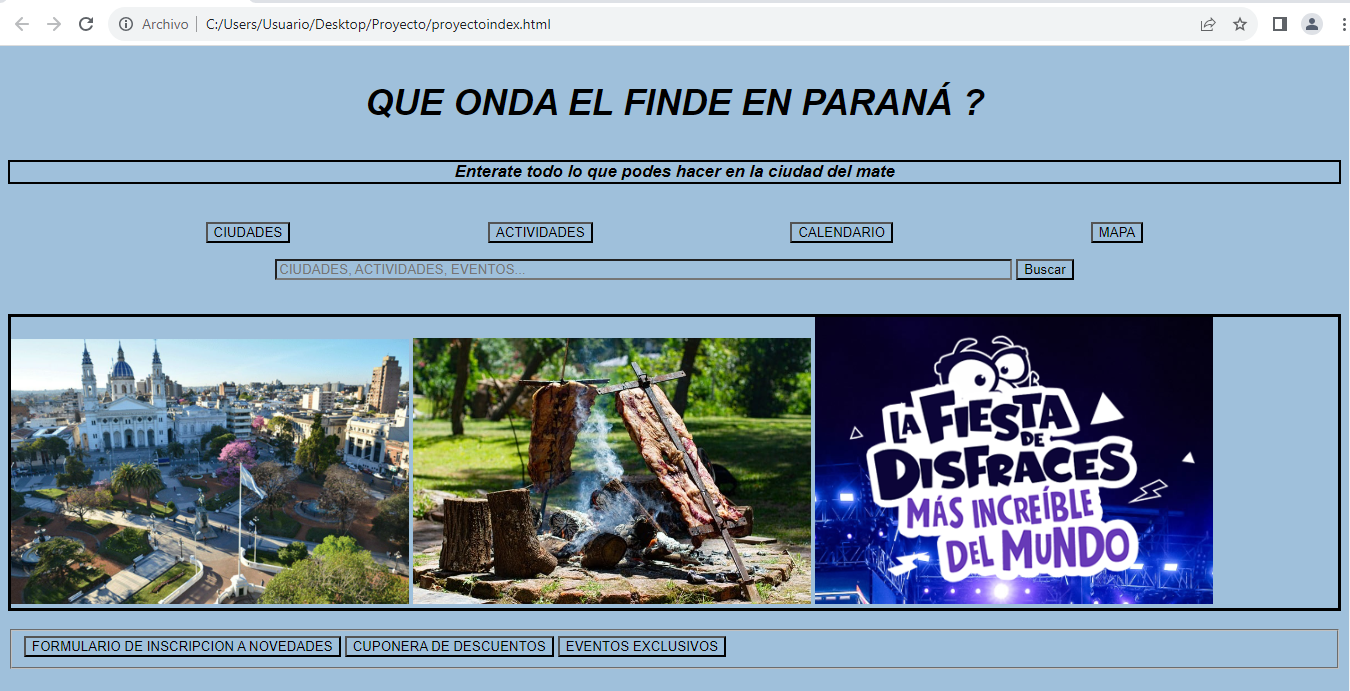 Archivo C:/Users/Usuario/Desktop/Proyecto/proyectoindex.html
QUE ONDA EL FINDE EN PARANÁ ?
Enterate todo lo que podes hacer en la ciudad del mate
CIUDADES ACTIVIDADES CALENDARIO MAPA
CIUDADES, ACTIVIDADES, EVENTOS... Buscar
LA FIESTA
DE
DISFRACES
MÁS INCREÍBLE
DEL MUNDO
FORMULARIO DE INSCRIPCION A NOVEDADES CUPONERA DE DESCUENTOS EVENTOS EXCLUSIVOS